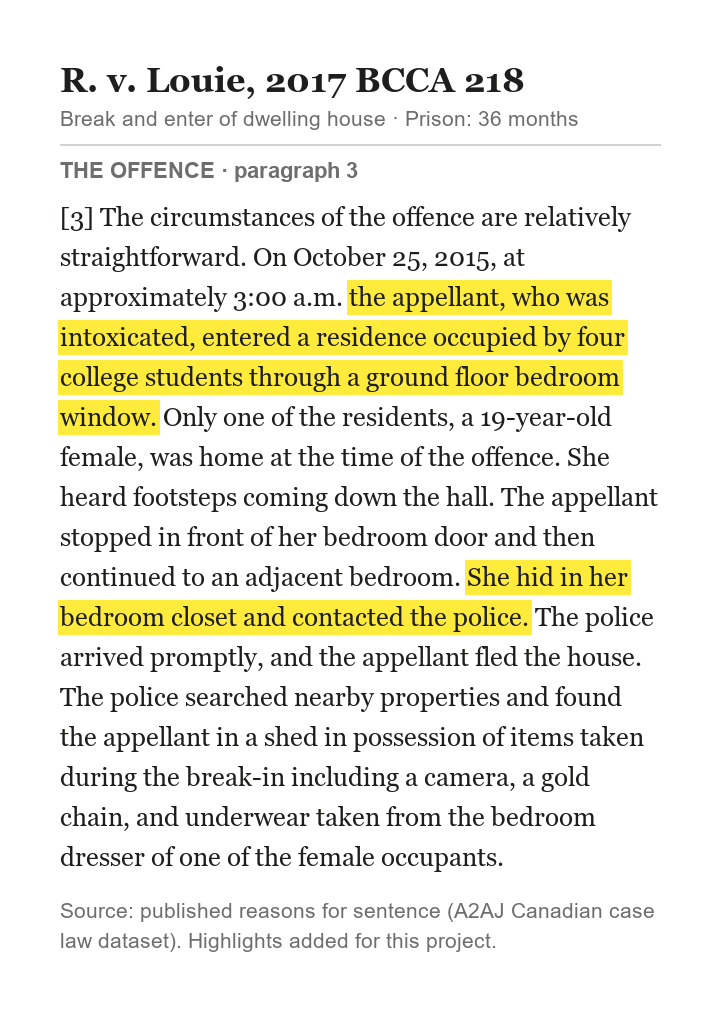 R. v. Louie, 2017 BCCA 218
Break and enter of dwelling house · Prison: 36 months
THE OFFENCE · paragraph 3
[3] The circumstances of the offence are relatively
straightforward. On October 25, 2015, at
approximately 3:00 a.m. the appellant, who was
intoxicated, entered a residence occupied by four
college students through a ground floor bedroom
window. Only one of the residents, a 19-year-old
female, was home at the time of the offence. She
heard footsteps coming down the hall. The appellant
stopped in front of her bedroom door and then
continued to an adjacent bedroom. She hid in her
bedroom closet and contacted the police. The police
arrived promptly, and the appellant fled the house.
The police searched nearby properties and found
the appellant in a shed in possession of items taken
during the break-in including a camera, a gold
chain, and underwear taken from the bedroom
dresser of one of the female occupants.
Source: published reasons for sentence (A2AJ Canadian case
law dataset). Highlights added for this project.